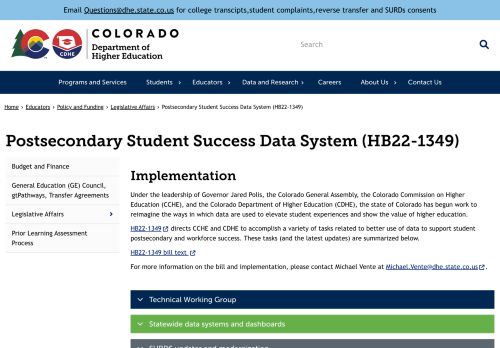 Email Questions@dhe.state.co.us for college transcipts,student complaints,reverse transfer and SURDs consents
CDHE
COLORADO
Department of
Higher Education
Search
Programs and Services
Students
Educators
Data and Research
Careers
About Us
Contact Us
Home › Educators › Policy and Funding › Legislative Affairs › Postsecondary Student Success Data System (HB22-1349)
Postsecondary Student Success Data System (HB22-1349)
Budget and Finance
General Education (GE) Council,
gtPathways, Transfer Agreements
Legislative Affairs
Prior Learning Assessment
Process
Implementation
Under the leadership of Governor Jared Polis, the Colorado General Assembly, the Colorado Commission on Higher
Education (CCHE), and the Colorado Department of Higher Education (CDHE), the state of Colorado has begun work to
reimagine the ways in which data are used to elevate student experiences and show the value of higher education.
HB22-1349 directs CCHE and CDHE to accomplish a variety of tasks related to better use of data to support student
postsecondary and workforce success. These tasks (and the latest updates) are summarized below.
HB22-1349 bill text
For more information on the bill and implementation, please contact Michael Vente at Michael.Vente@dhe.state.co.us .
Technical Working Group
Statewide data systems and dashboards
SURDS updates and modernization